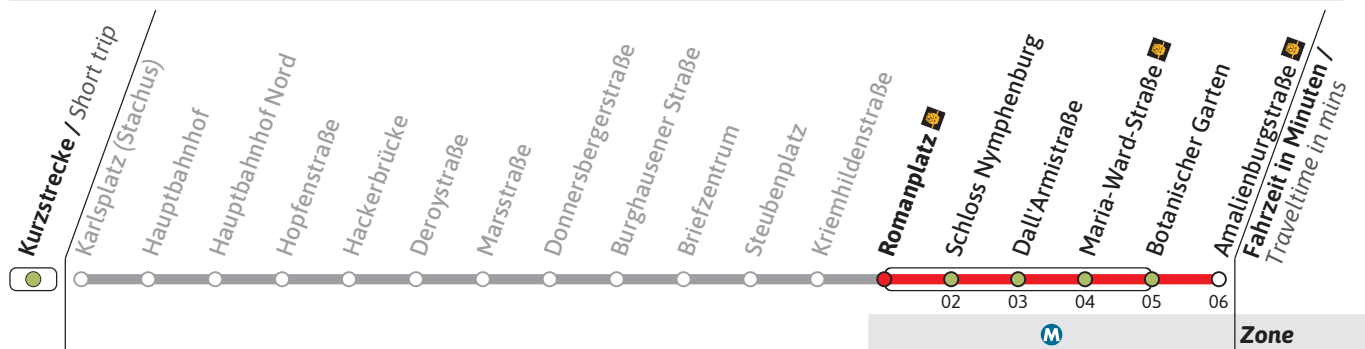 Kurzstrecke / Short trip
Karlsplatz (Stachus)
Hauptbahnhof
Hauptbahnhof Nord
Hopfenstraße
Hackerbrücke
Deroystraße
Marsstraße
Donnersbergerstraße
Burghausener Straße
Briefzentrum
Steubenplatz
Kriemhildenstraße
Romanplatz
Schloss Nymphenburg
Dall'Armistraße
Maria-Ward-Straße
Botanischer Garten
Amalienburgstraße
Fahrzeit in Minuten /
Traveltime in mins
02 03 04 05 06
M Zone